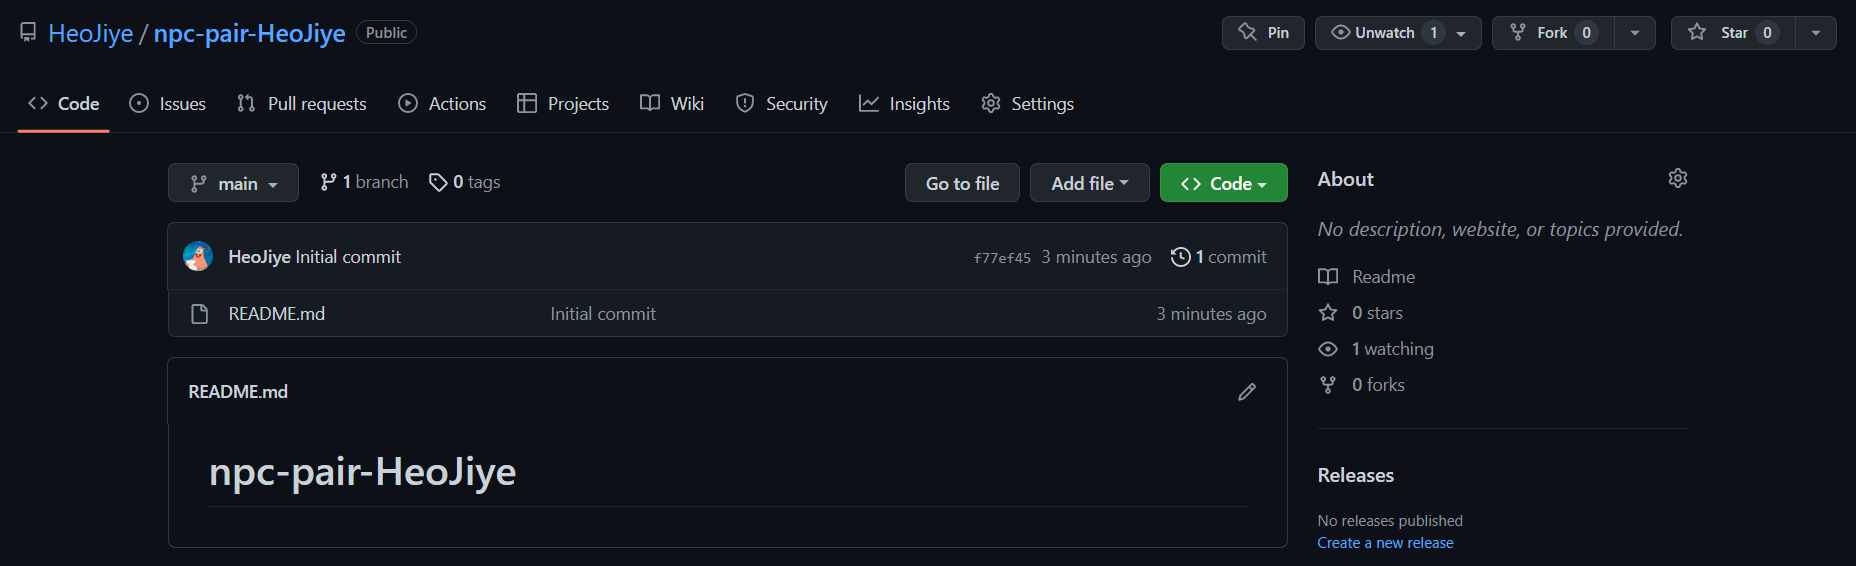 HeoJiye / npc-pair-HeoJiye Public Pin Unwatch 1 Fork 0 Star 0
Code Issues Pull requests Actions Projects Wiki Security Insights Settings
main 1 branch 0 tags Go to file Add file Code
HeoJiye Initial commit f77ef45 3 minutes ago 1 commit
README.md Initial commit 3 minutes ago
README.md
npc-pair-HeoJiye
About
No description, website, or topics provided.
Readme
0 stars
1 watching
0 forks
Releases
No releases published
Create a new release